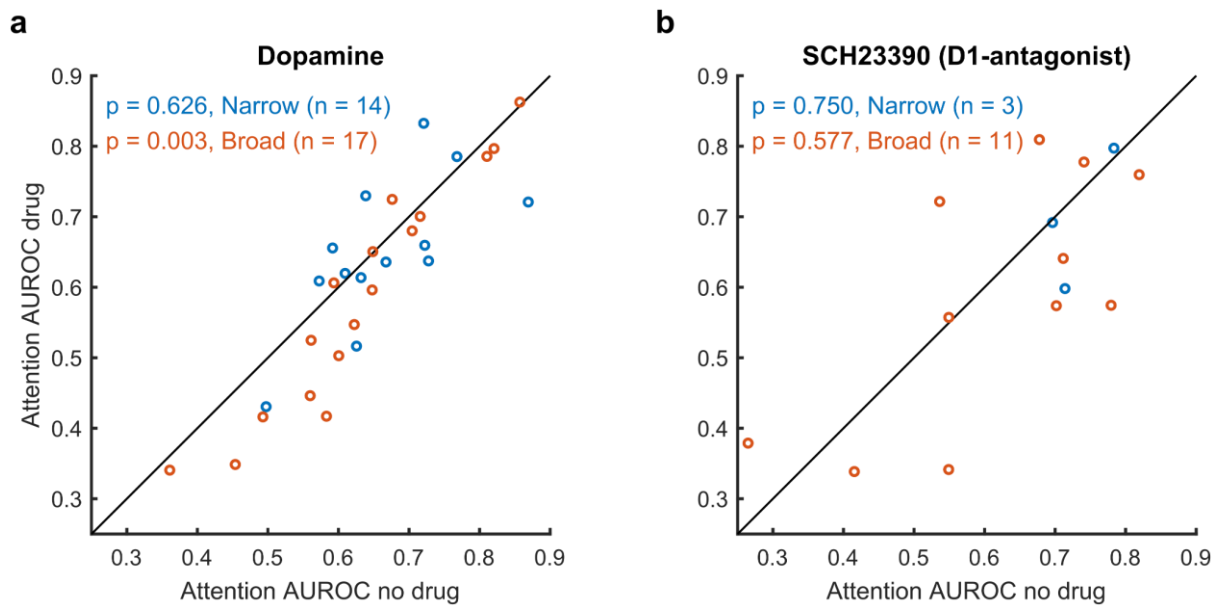 a
Dopamine
p = 0.626, Narrow (n = 14)
p = 0.003, Broad (n = 17)
0.9
0.8
0.7
0.6
0.5
0.4
0.3
Attention AUROC drug
0.3 0.4 0.5 0.6 0.7 0.8 0.9
Attention AUROC no drug
b
SCH23390 (D1-antagonist)
p = 0.750, Narrow (n = 3)
p = 0.577, Broad (n = 11)
0.9
0.8
0.7
0.6
0.5
0.4
0.3
0.3 0.4 0.5 0.6 0.7 0.8 0.9
Attention AUROC no drug